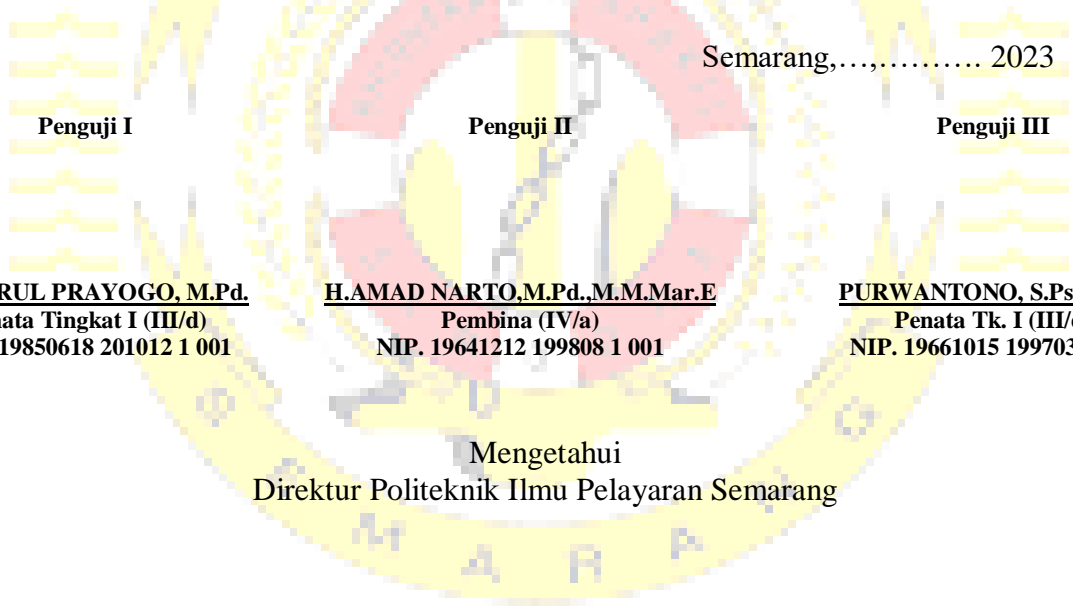 Semarang,…,………. 2023
Penguji I Penguji II Penguji III
RUL PRAYOGO, M.Pd. H.AMAD NARTO,M.Pd.,M.M.Mar.E PURWANTONO, S.Ps
ata Tingkat I (III/d) Pembina (IV/a) Penata Tk. I (III/
19850618 201012 1 001 NIP. 19641212 199808 1 001 NIP. 19661015 199703
Mengetahui
Direktur Politeknik Ilmu Pelayaran Semarang
S E M A R A N G